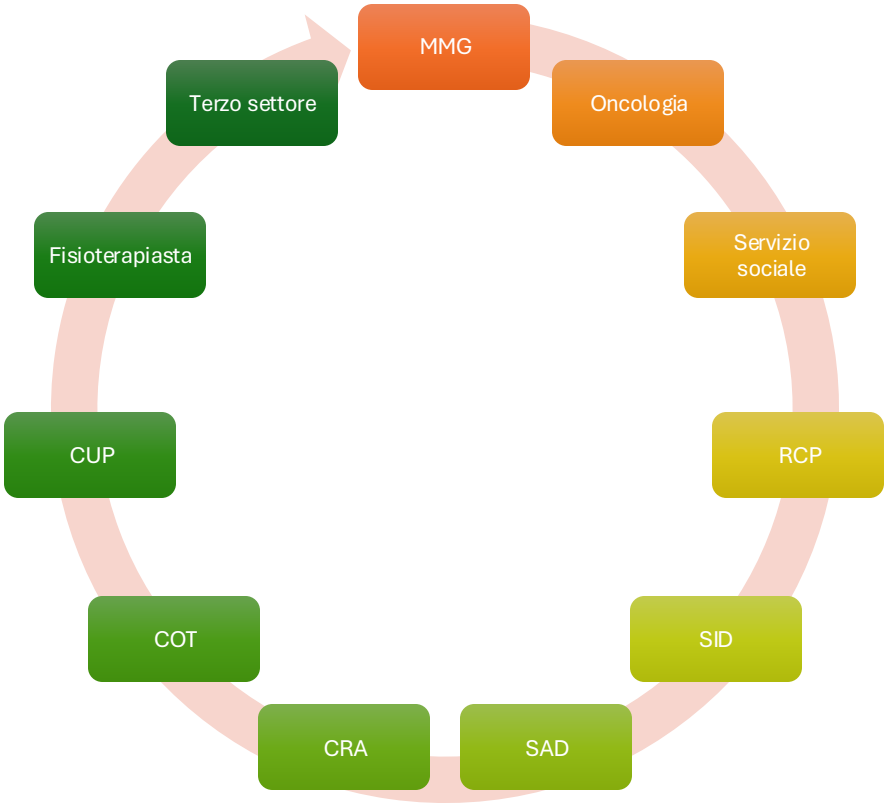 MMG
Oncologia
Servizio
sociale
RCP
SID
SAD
CRA
COT
CUP
Fisioterapiasta
Terzo settore